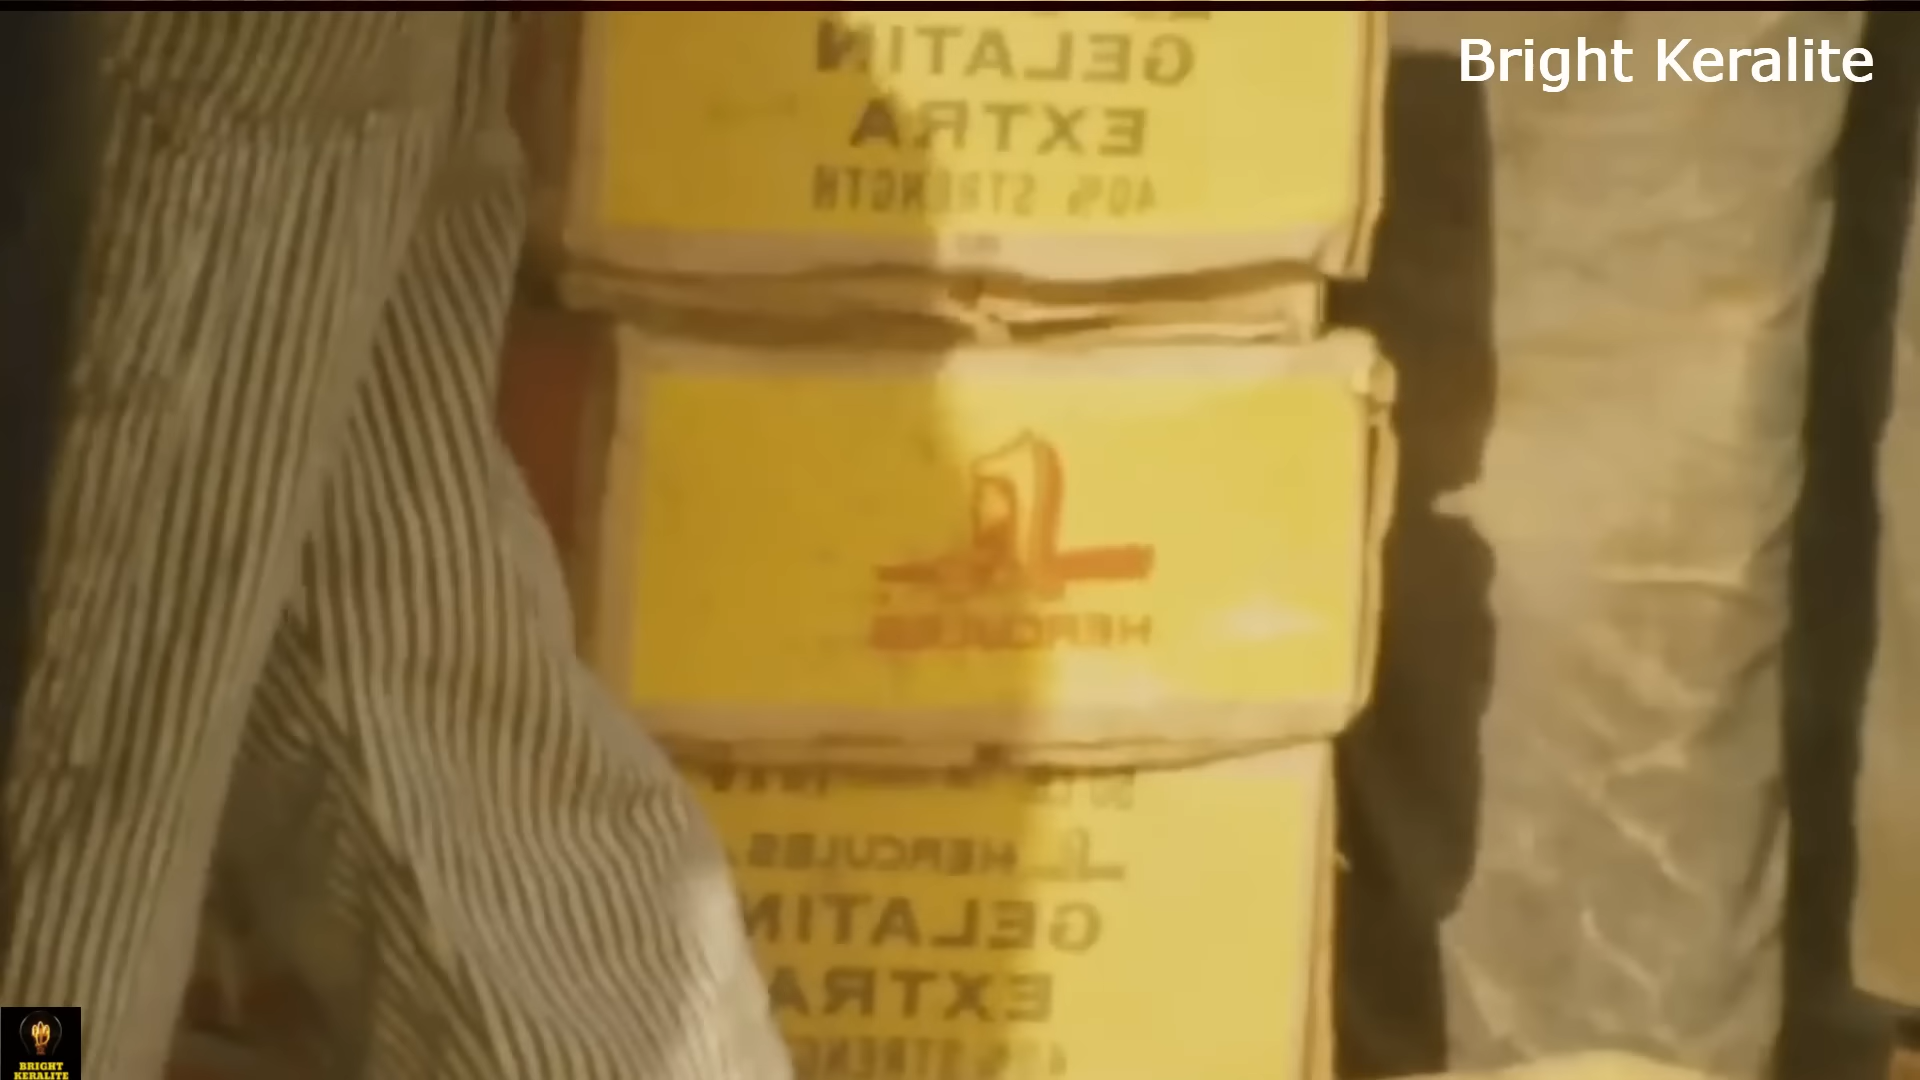 Bright Keralite
GELATIN
EXTRA
40% STRENGTH
HERCULES
HERCULES
GELATIN
EXTRA
BRIGHT
KERALITE